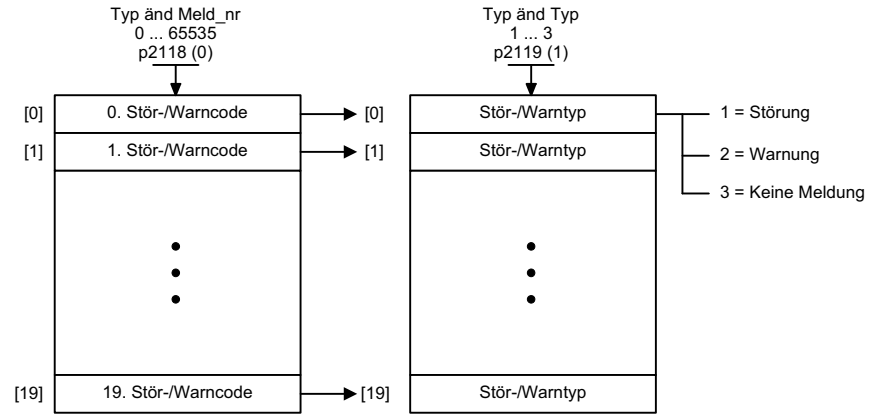 Typ änd Meld_nr
0 ... 65535
p2118 (0)
Typ änd Typ
1 ... 3
p2119 (1)
[0] 0. Stör-/Warncode [0] Stör-/Warntyp 1 = Störung
[1] 1. Stör-/Warncode [1] Stör-/Warntyp 2 = Warnung
3 = Keine Meldung
[19] 19. Stör-/Warncode [19] Stör-/Warntyp